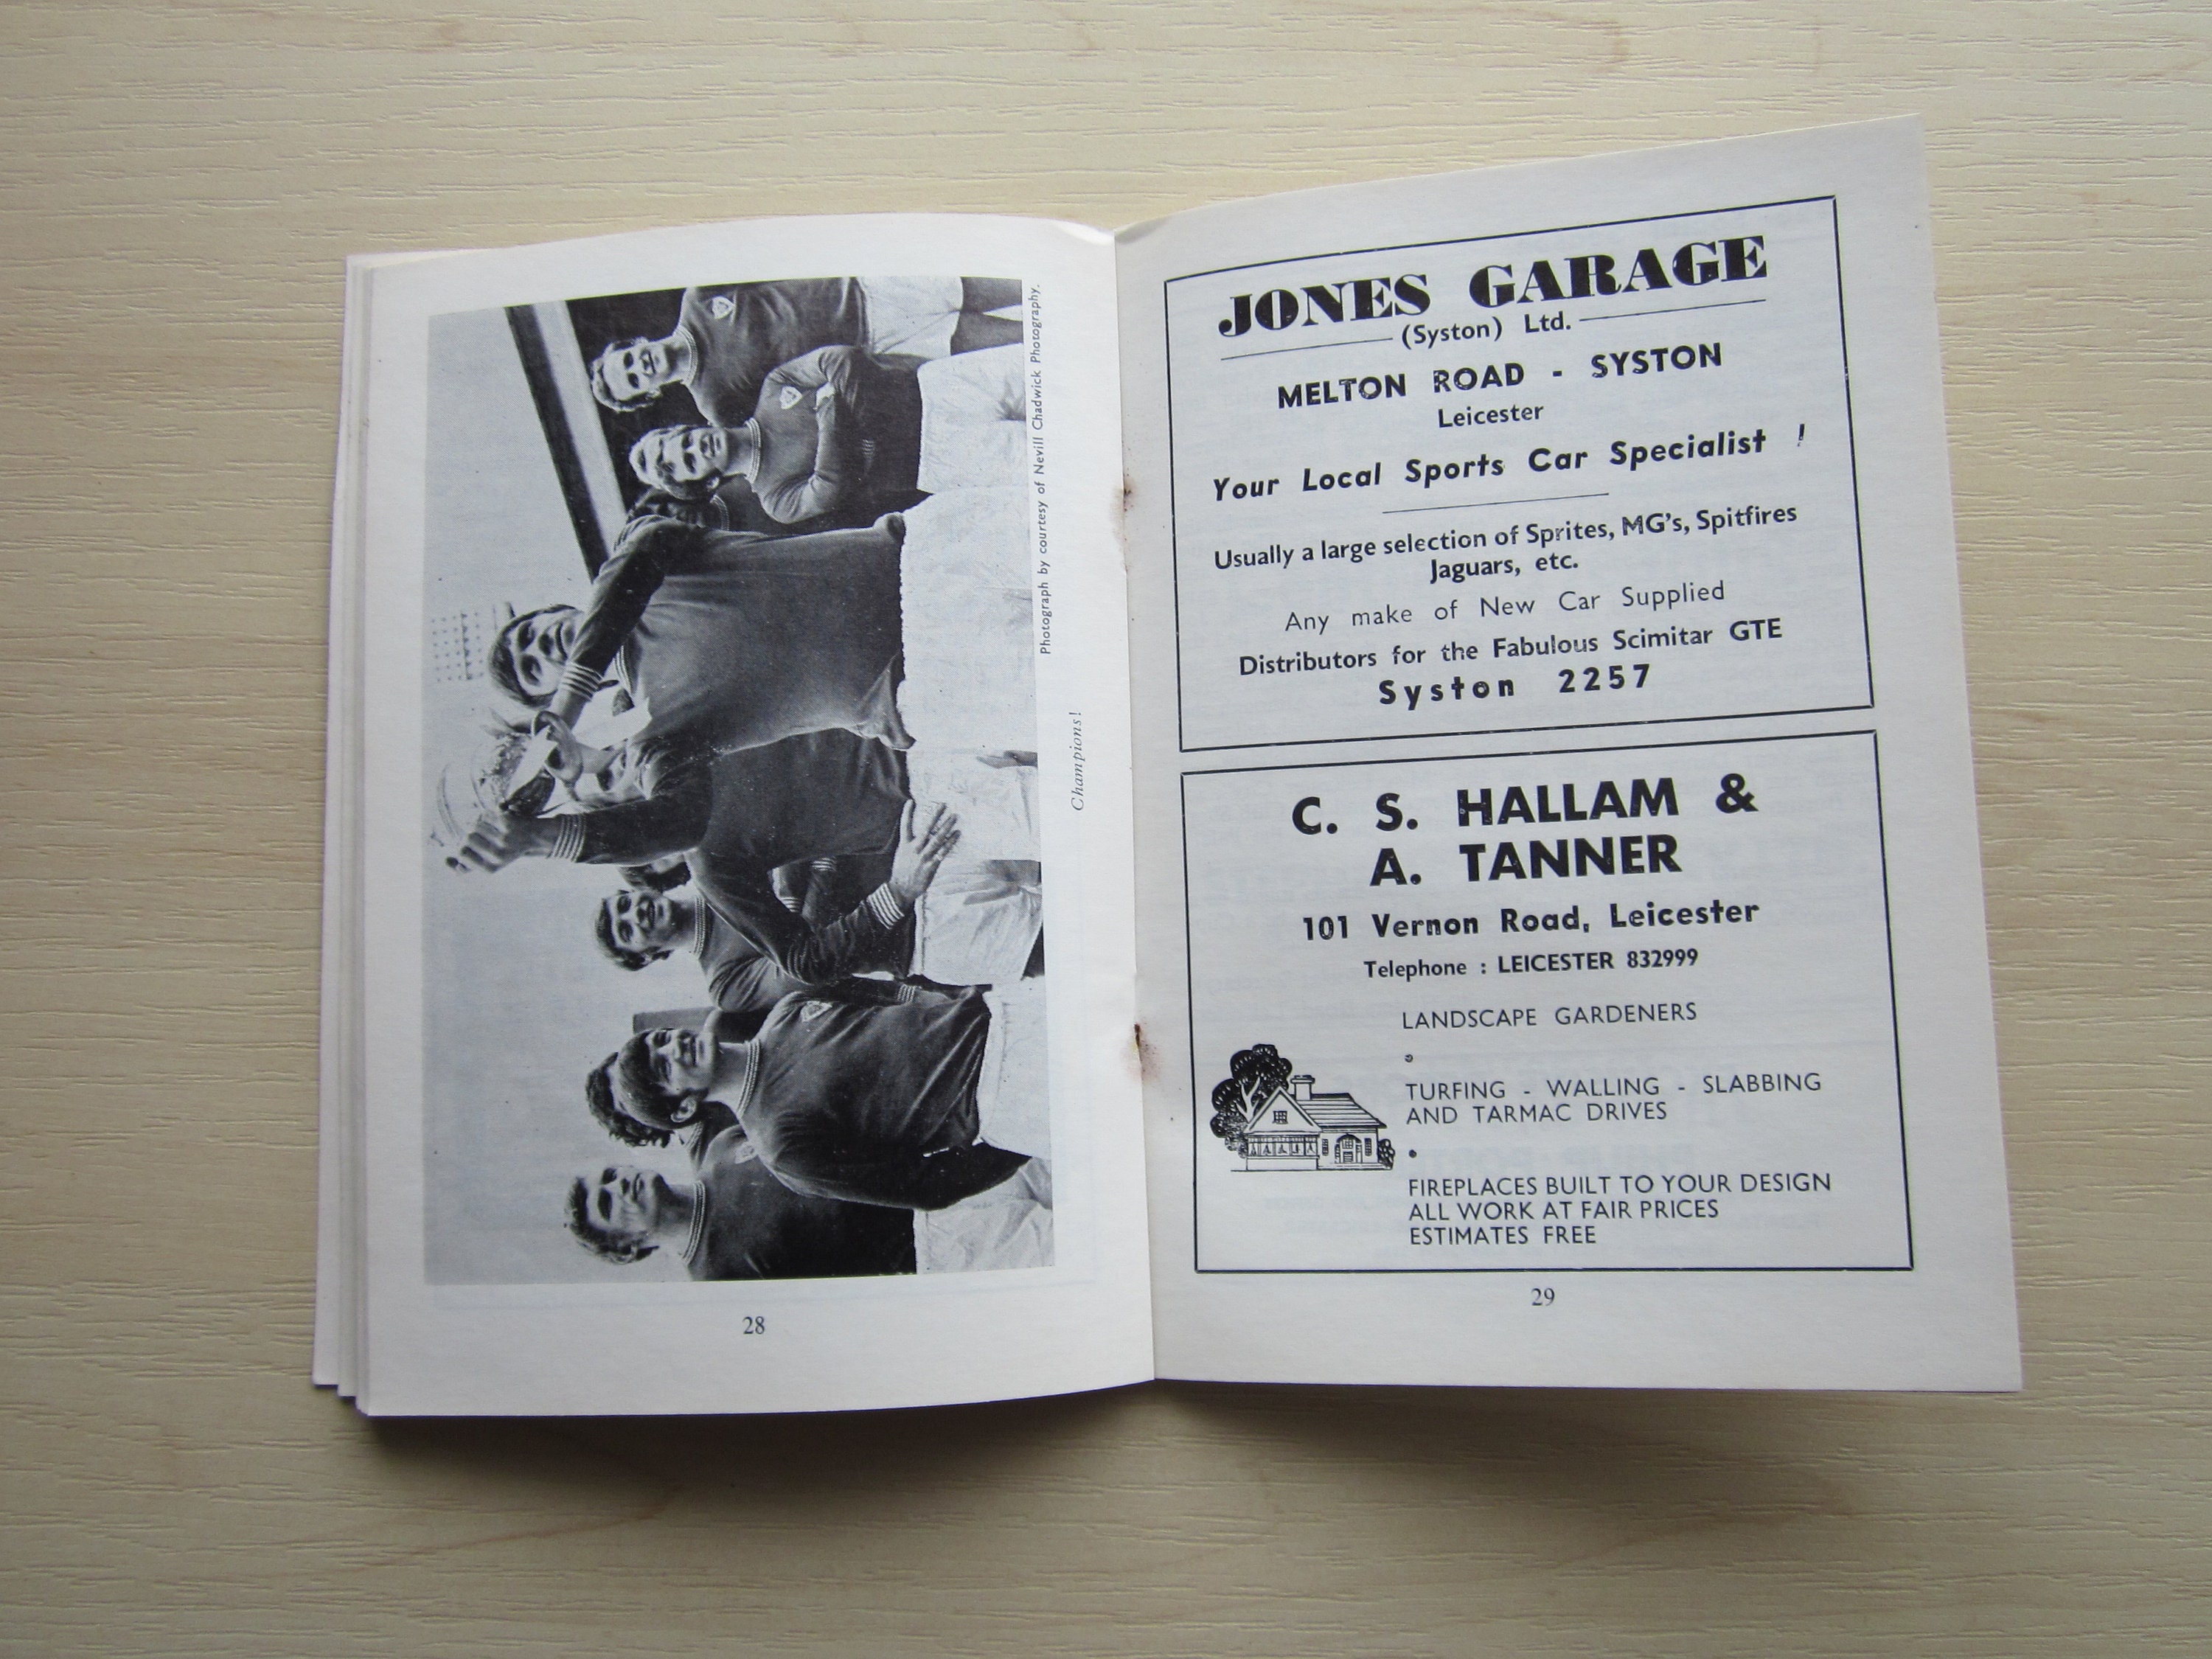 Photograph by courtesy of Nevill Chadwick Photography.
Champions!
28
JONES GARAGE
(Syston) Ltd.
MELTON ROAD - SYSTON
Leicester
Your Local Sports Car Specialist !
Usually a large selection of Sprites, MG's, Spitfires
Jaguars, etc.
Any make of New Car Supplied
Distributors for the Fabulous Scimitar GTE
Syston 2257
C. S. HALLAM &
A. TANNER
101 Vernon Road, Leicester
Telephone : LEICESTER 832999
LANDSCAPE GARDENERS
TURFING - WALLING - SLABBING
AND TARMAC DRIVES
FIREPLACES BUILT TO YOUR DESIGN
ALL WORK AT FAIR PRICES
ESTIMATES FREE
29